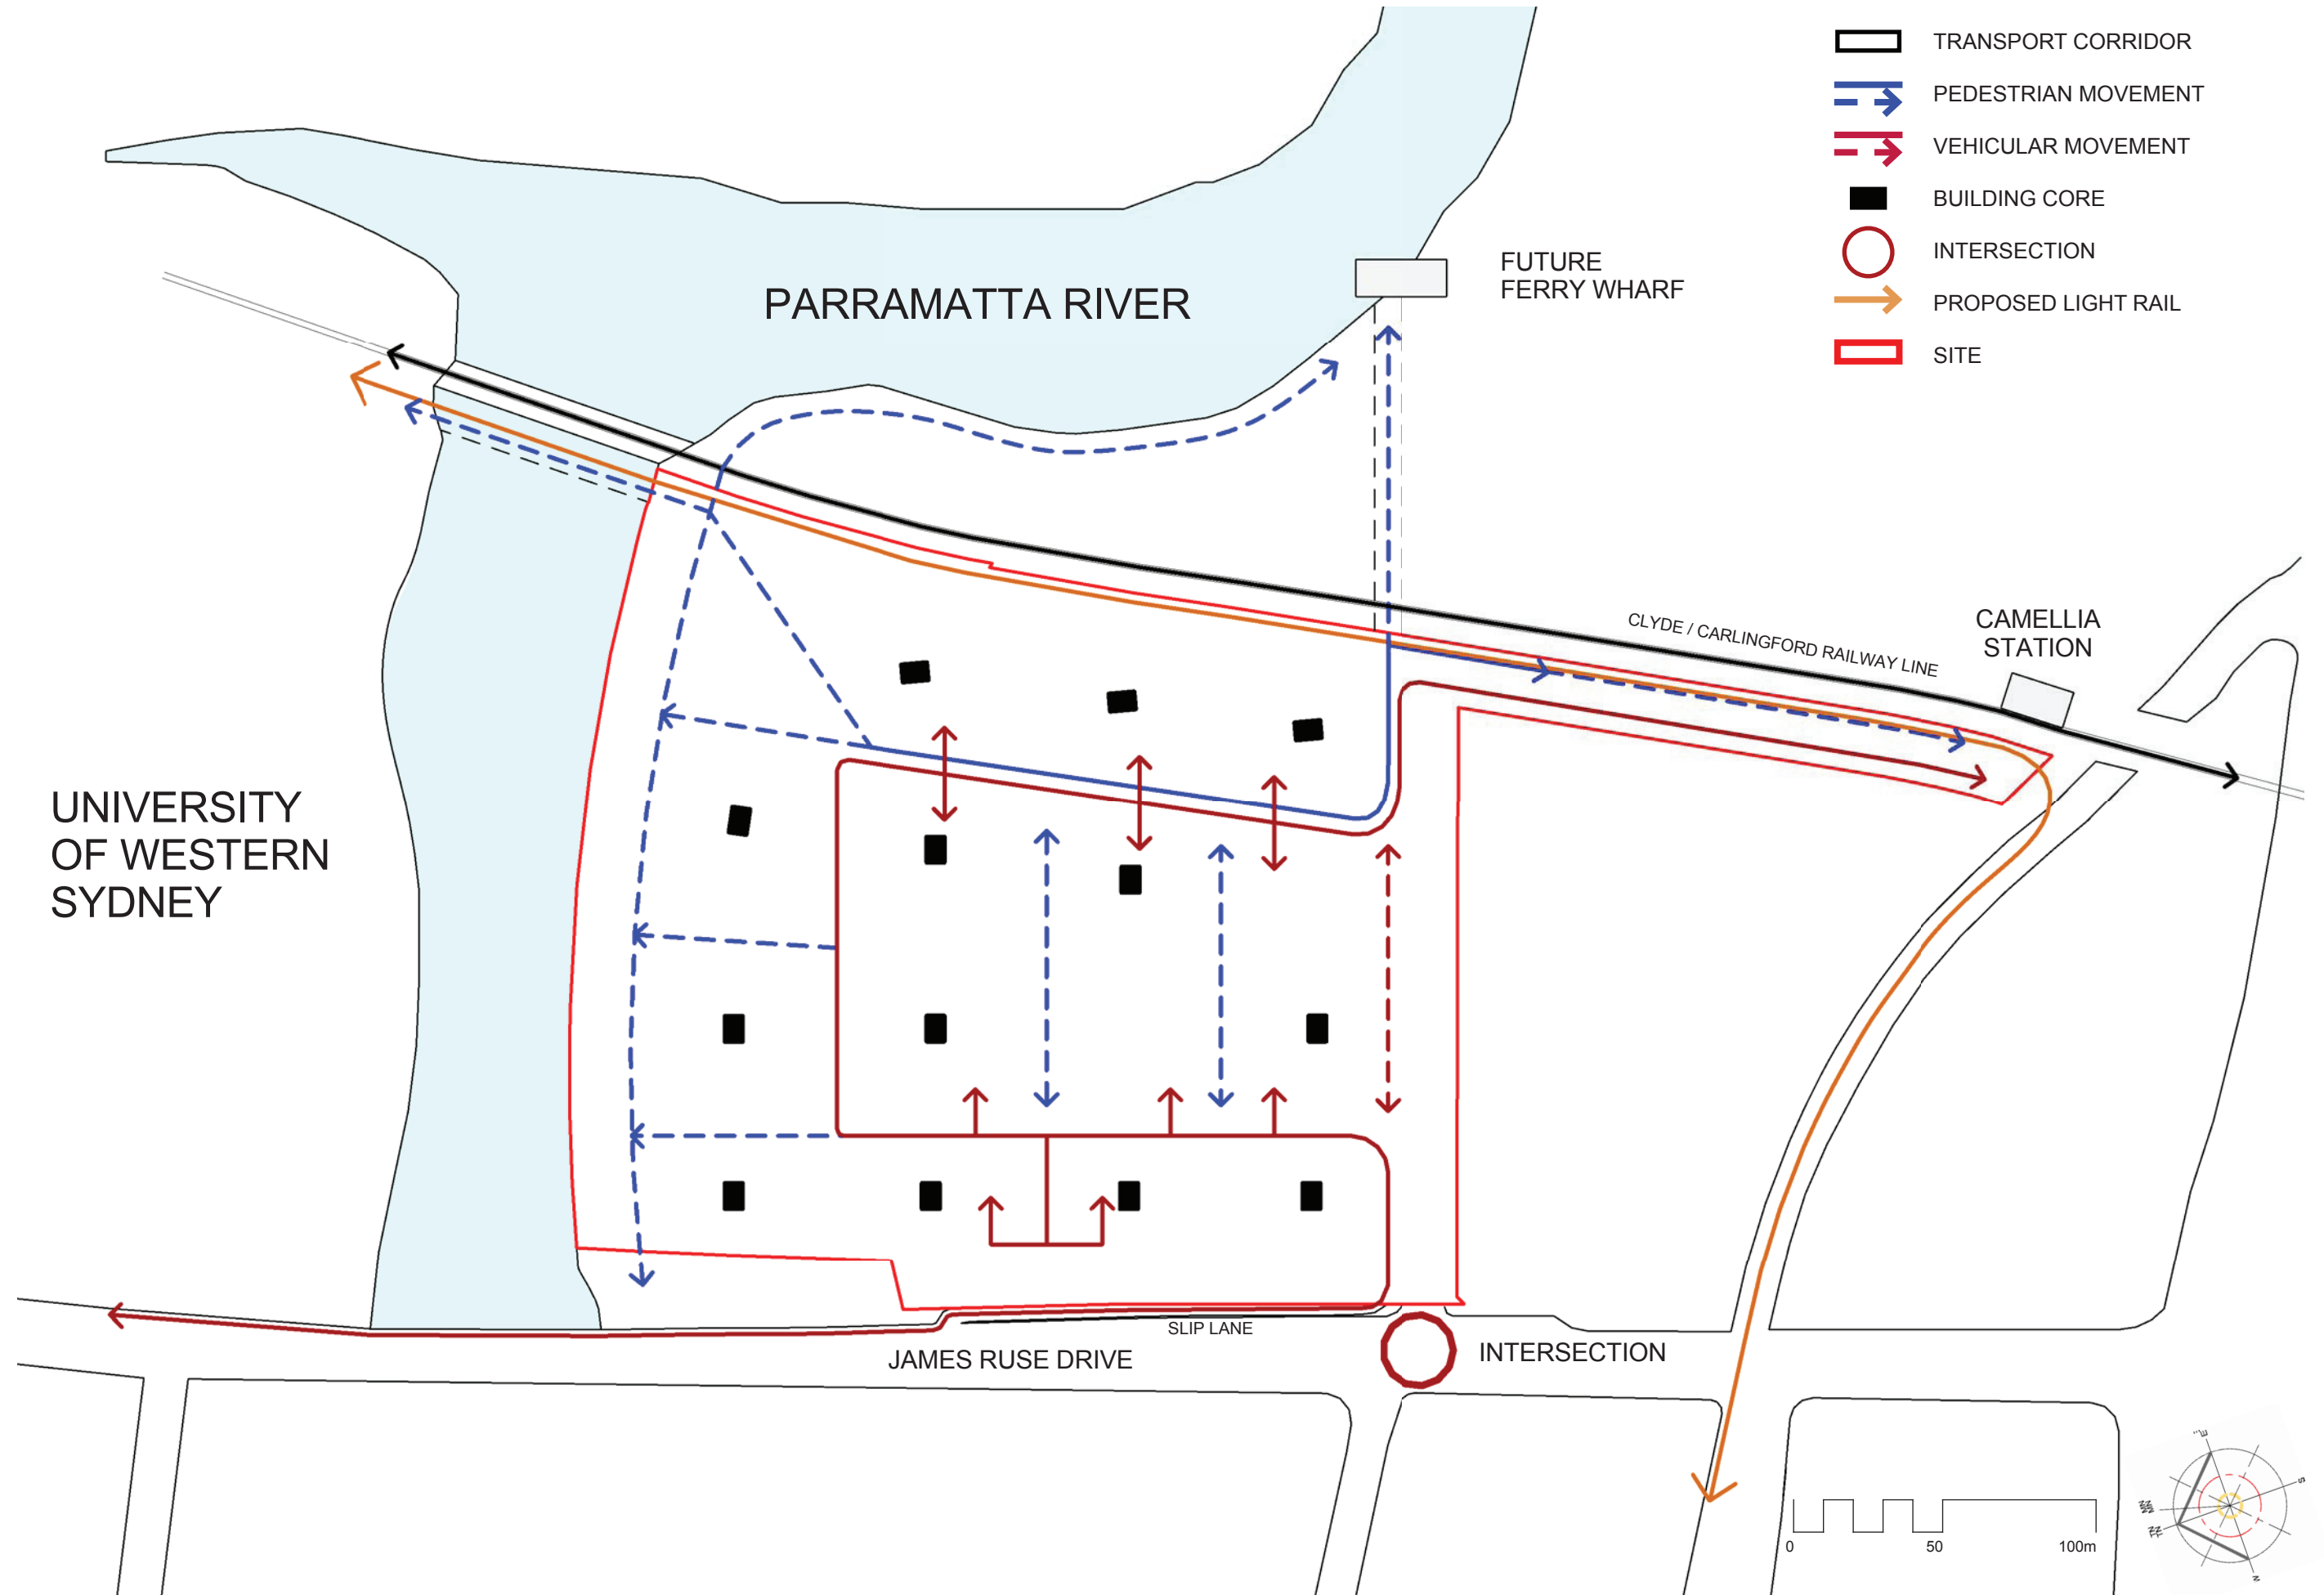 TRANSPORT CORRIDOR
PEDESTRIAN MOVEMENT
VEHICULAR MOVEMENT
BUILDING CORE
INTERSECTION
PROPOSED LIGHT RAIL
SITE
PARRAMATTA RIVER
FUTURE
FERRY WHARF
CLYDE / CARLINGFORD RAILWAY LINE
CAMELLIA
STATION
UNIVERSITY
OF WESTERN
SYDNEY
SLIP LANE
JAMES RUSE DRIVE
INTERSECTION
0
50
100m
E
S
N